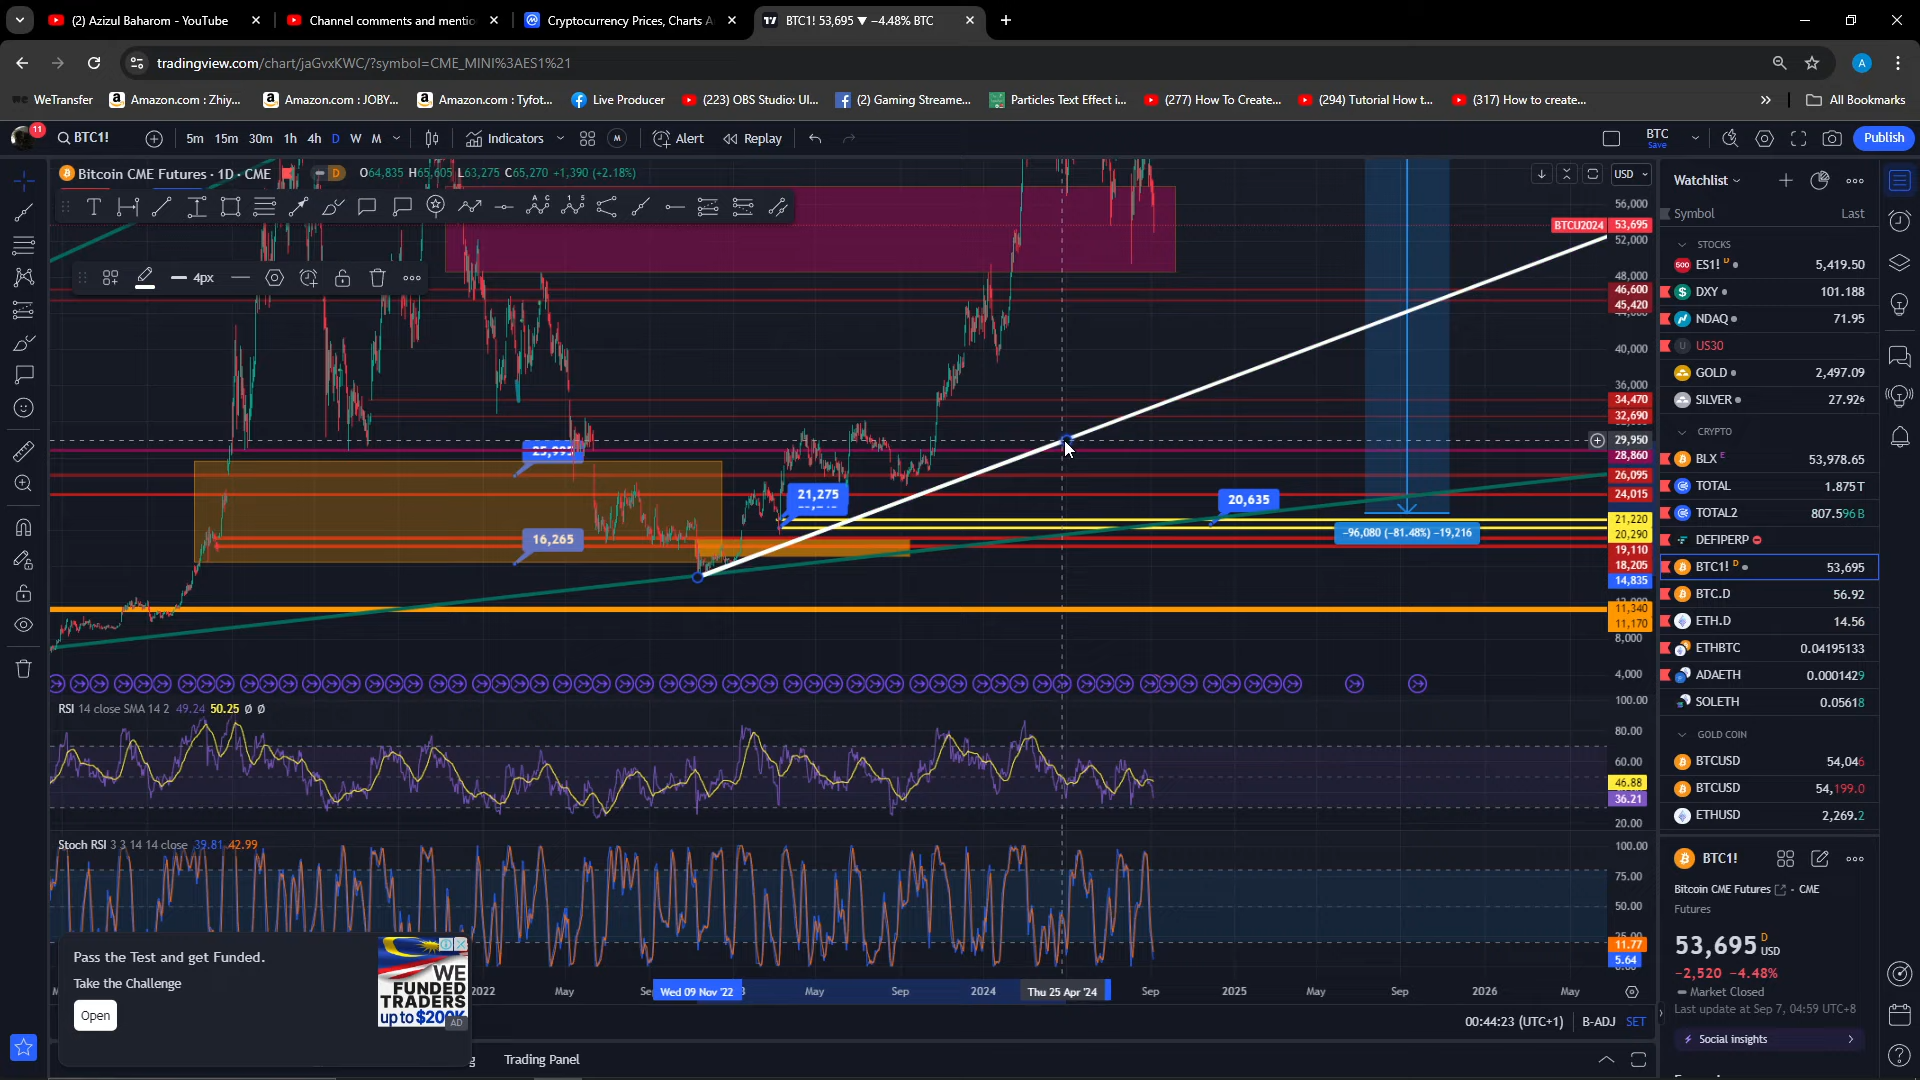 (2) Azizul Baharom - YouTube
Channel comments and mentio
Cryptocurrency Prices, Charts A
BTC1! 53,695 ▼ −4.48% BTC
tradingview.com/chart/jaGvxKWC/?symbol=CME_MINI%3AES1%21
A
WeTransfer
Amazon.com : Zhiy...
Amazon.com : JOBY...
Amazon.com : Tyfot...
Live Producer
(223) OBS Studio: Ul...
(2) Gaming Streame...
Particles Text Effect i...
(277) How To Create...
(294) Tutorial How t...
(317) How to create...
All Bookmarks
11
BTC1!
5m 15m 30m 1h 4h D W M
Indicators
M
Alert
Replay
BTC
Save
Publish
Bitcoin CME Futures · 1D · CME
D
O64,835 H65,605 L63,275 C65,270 +1,390 (+2.18%)
USD
4px
56,000
BTCU2024 53,695
52,000
48,000
46,600
45,420
40,000
36,000
34,470
32,690
29,950
28,860
26,095
24,015
21,220
20,290
19,110
18,205
14,835
11,340
11,170
8,000
4,000
21,275
16,265
20,635
−96,080 (−81.48%) −19,216
RSI 14 close SMA 14 2 49.24 50.25 Ø Ø
100.00
80.00
60.00
46.88
36.21
20.00
Stoch RSI 3 3 14 14 close 39.81 42.99
100.00
75.00
50.00
11.77
5.64
2022
May
Wed 09 Nov '22
May
Sep
2024
Thu 25 Apr '24
Sep
2025
May
Sep
2026
May
00:44:23 (UTC+1)
B-ADJ
SET
Trading Panel
Pass the Test and get Funded.
Take the Challenge
Open
WE
FUNDED
TRADERS
up to $200K
AD
Watchlist
Symbol
Last
STOCKS
ES1! D 5,419.50
DXY 101.188
NDAQ 71.95
US30
GOLD 2,497.09
SILVER 27.926
CRYPTO
BLX E 53,978.65
TOTAL 1.875T
TOTAL2 807.596B
DEFIPERP
BTC1! D 53,695
BTC.D 56.92
ETH.D 14.56
ETHBTC 0.04195133
ADAETH 0.0001429
SOLETH 0.05618
GOLD COIN
BTCUSD 54,046
BTCUSD 54,199.0
ETHUSD 2,269.2
BTC1!
Bitcoin CME Futures · CME
Futures
53,695 D USD
−2,520 −4.48%
Market Closed
Last update at Sep 7, 04:59 UTC+8
Social insights